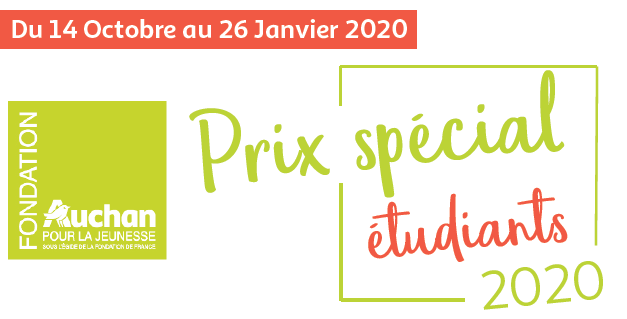 Du 14 Octobre au 26 Janvier 2020
FONDATION
Auchan
POUR LA JEUNESSE
SOUS L'ÉGIDE DE LA FONDATION DE FRANCE
Prix spécial
étudiants
2020